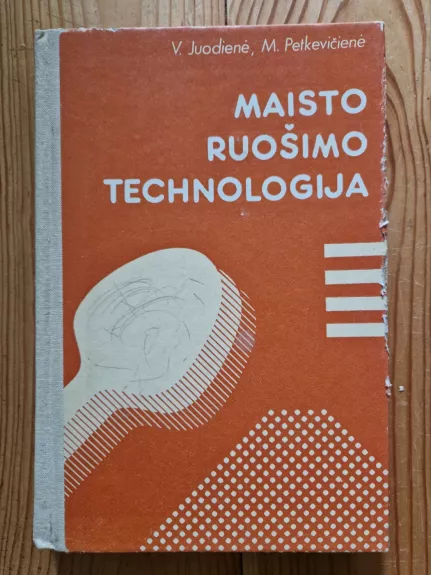 V. Juodienė, M. Petkevičienė
MAISTO
RUOŠIMO
TECHNOLOGIJA